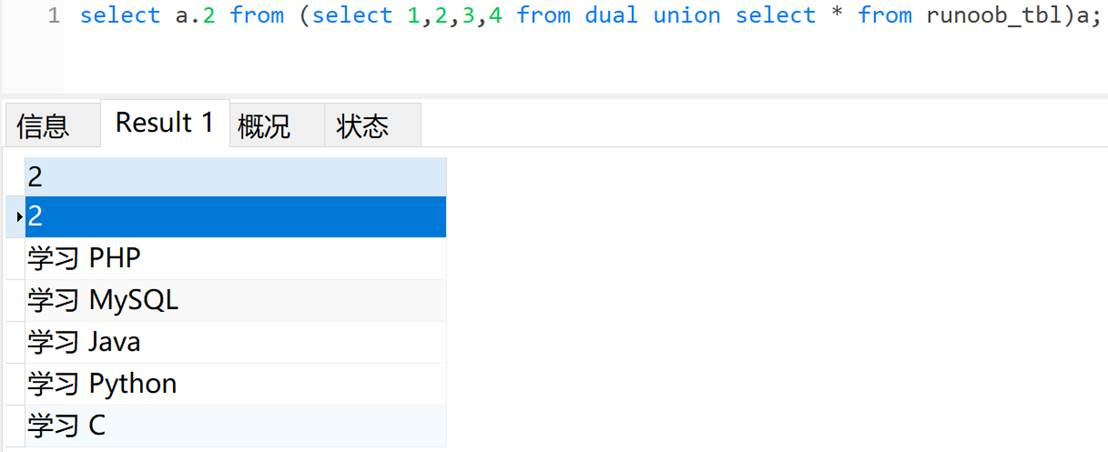 1 select a.2 from (select 1,2,3,4 from dual union select * from runoob_tbl)a;
信息 Result 1 概况 状态
2
2
学习 PHP
学习 MySQL
学习 Java
学习 Python
学习 C